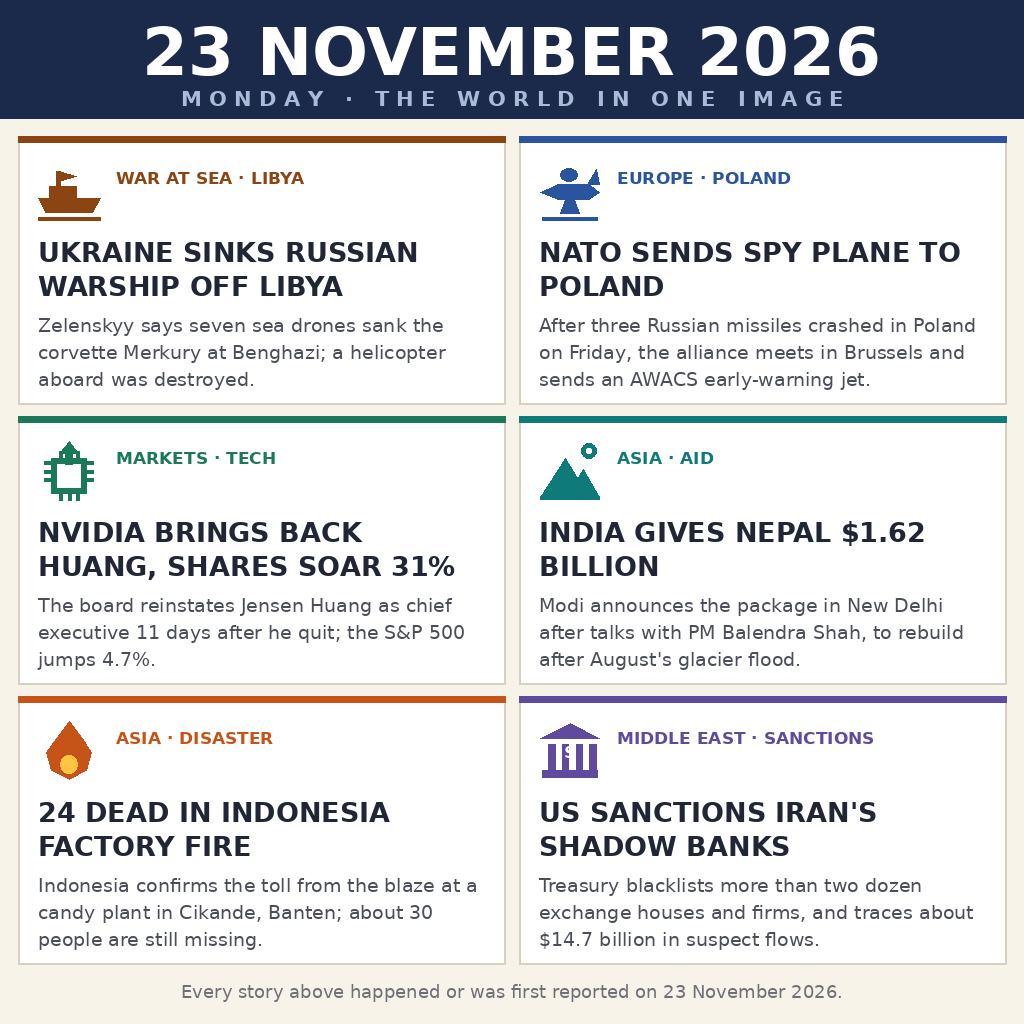 23 NOVEMBER 2026
MONDAY · THE WORLD IN ONE IMAGE
WAR AT SEA · LIBYA
UKRAINE SINKS RUSSIAN
WARSHIP OFF LIBYA
Zelenskyy says seven sea drones sank the
corvette Merkury at Benghazi; a helicopter
aboard was destroyed.
EUROPE · POLAND
NATO SENDS SPY PLANE TO
POLAND
After three Russian missiles crashed in Poland
on Friday, the alliance meets in Brussels and
sends an AWACS early-warning jet.
MARKETS · TECH
NVIDIA BRINGS BACK
HUANG, SHARES SOAR 31%
The board reinstates Jensen Huang as chief
executive 11 days after he quit; the S&P 500
jumps 4.7%.
ASIA · AID
INDIA GIVES NEPAL $1.62
BILLION
Modi announces the package in New Delhi
after talks with PM Balendra Shah, to rebuild
after August's glacier flood.
ASIA · DISASTER
24 DEAD IN INDONESIA
FACTORY FIRE
Indonesia confirms the toll from the blaze at a
candy plant in Cikande, Banten; about 30
people are still missing.
$
MIDDLE EAST · SANCTIONS
US SANCTIONS IRAN'S
SHADOW BANKS
Treasury blacklists more than two dozen
exchange houses and firms, and traces about
$14.7 billion in suspect flows.
Every story above happened or was first reported on 23 November 2026.